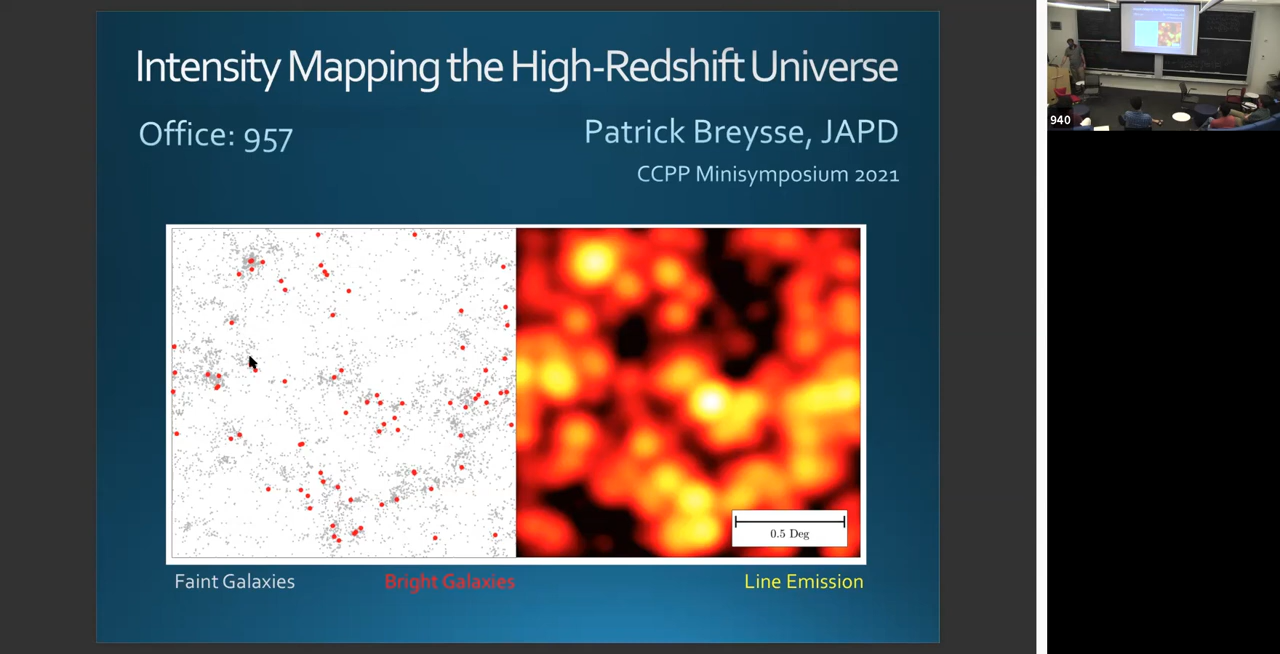 Intensity Mapping the High-Redshift Universe
Office: 957
Patrick Breysse, JAPD
CCPP Minisymposium 2021
0.5 Deg
Faint Galaxies
Bright Galaxies
Line Emission
940